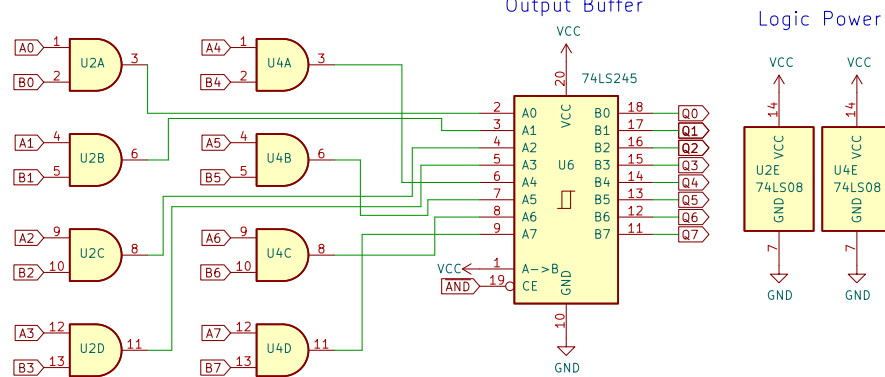 Output Buffer
Logic Power
VCC
VCC
VCC
A0 1 U2A 3
B0 2
A4 1 U4A 3
B4 2
20
74LS245
14
14
2 A0 VCC B0 18 Q0
3 A1 B1 17 Q1
4 A2 B2 16 Q2
5 A3 U6 B3 15 Q3
6 A4 B4 14 Q4
7 A5 B5 13 Q5
8 A6 B6 12 Q6
9 A7 B7 11 Q7
VCC 1 A->B
AND 19 CE
GND
10
GND
A1 4 U2B 6
B1 5
A5 4 U4B 6
B5 5
A2 9 U2C 8
B2 10
A6 9 U4C 8
B6 10
A3 12 U2D 11
B3 13
A7 12 U4D 11
B7 13
VCC
U2E
74LS08
GND
7
GND
VCC
U4E
74LS08
GND
7
GND